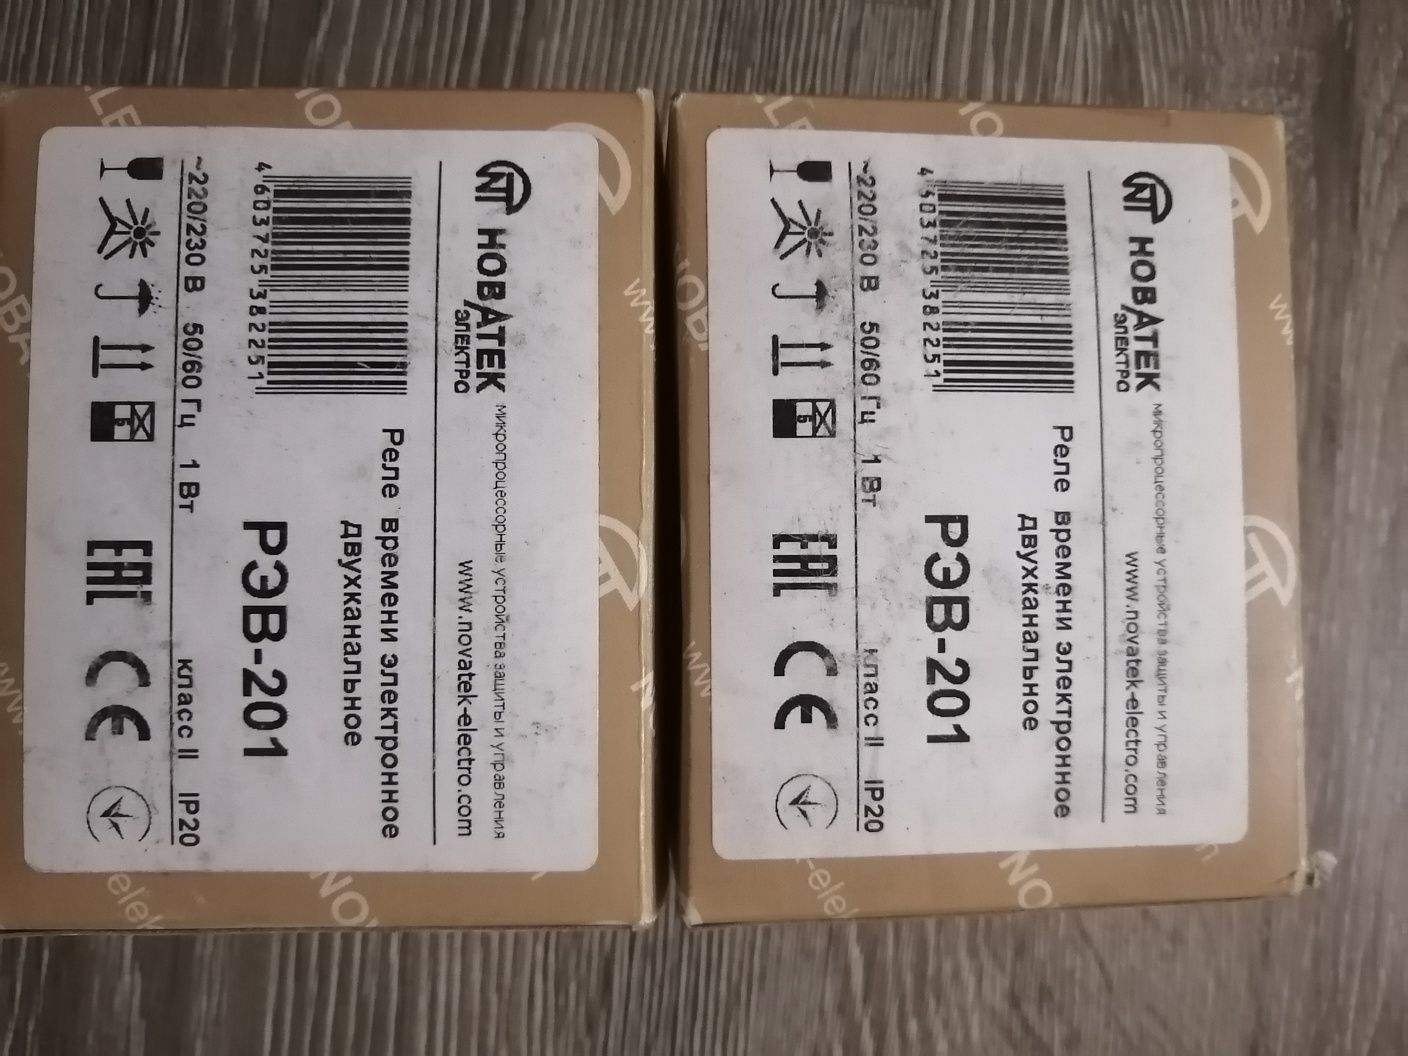 НОВАТЕК
ЭЛЕКТРО
микропроцессорные устройства защиты и управления
www.novatek-electro.com
4 603725 382251
Реле времени электронное
двухканальное
РЭВ-201
~220/230 В 50/60 Гц 1 Вт класс II IP20
Б
EAC
CE
НОВАТЕК
ЭЛЕКТРО
микропроцессорные устройства защиты и управления
www.novatek-electro.com
4 603725 382251
Реле времени электронное
двухканальное
РЭВ-201
~220/230 В 50/60 Гц 1 Вт класс II IP20
Б
EAC
CE